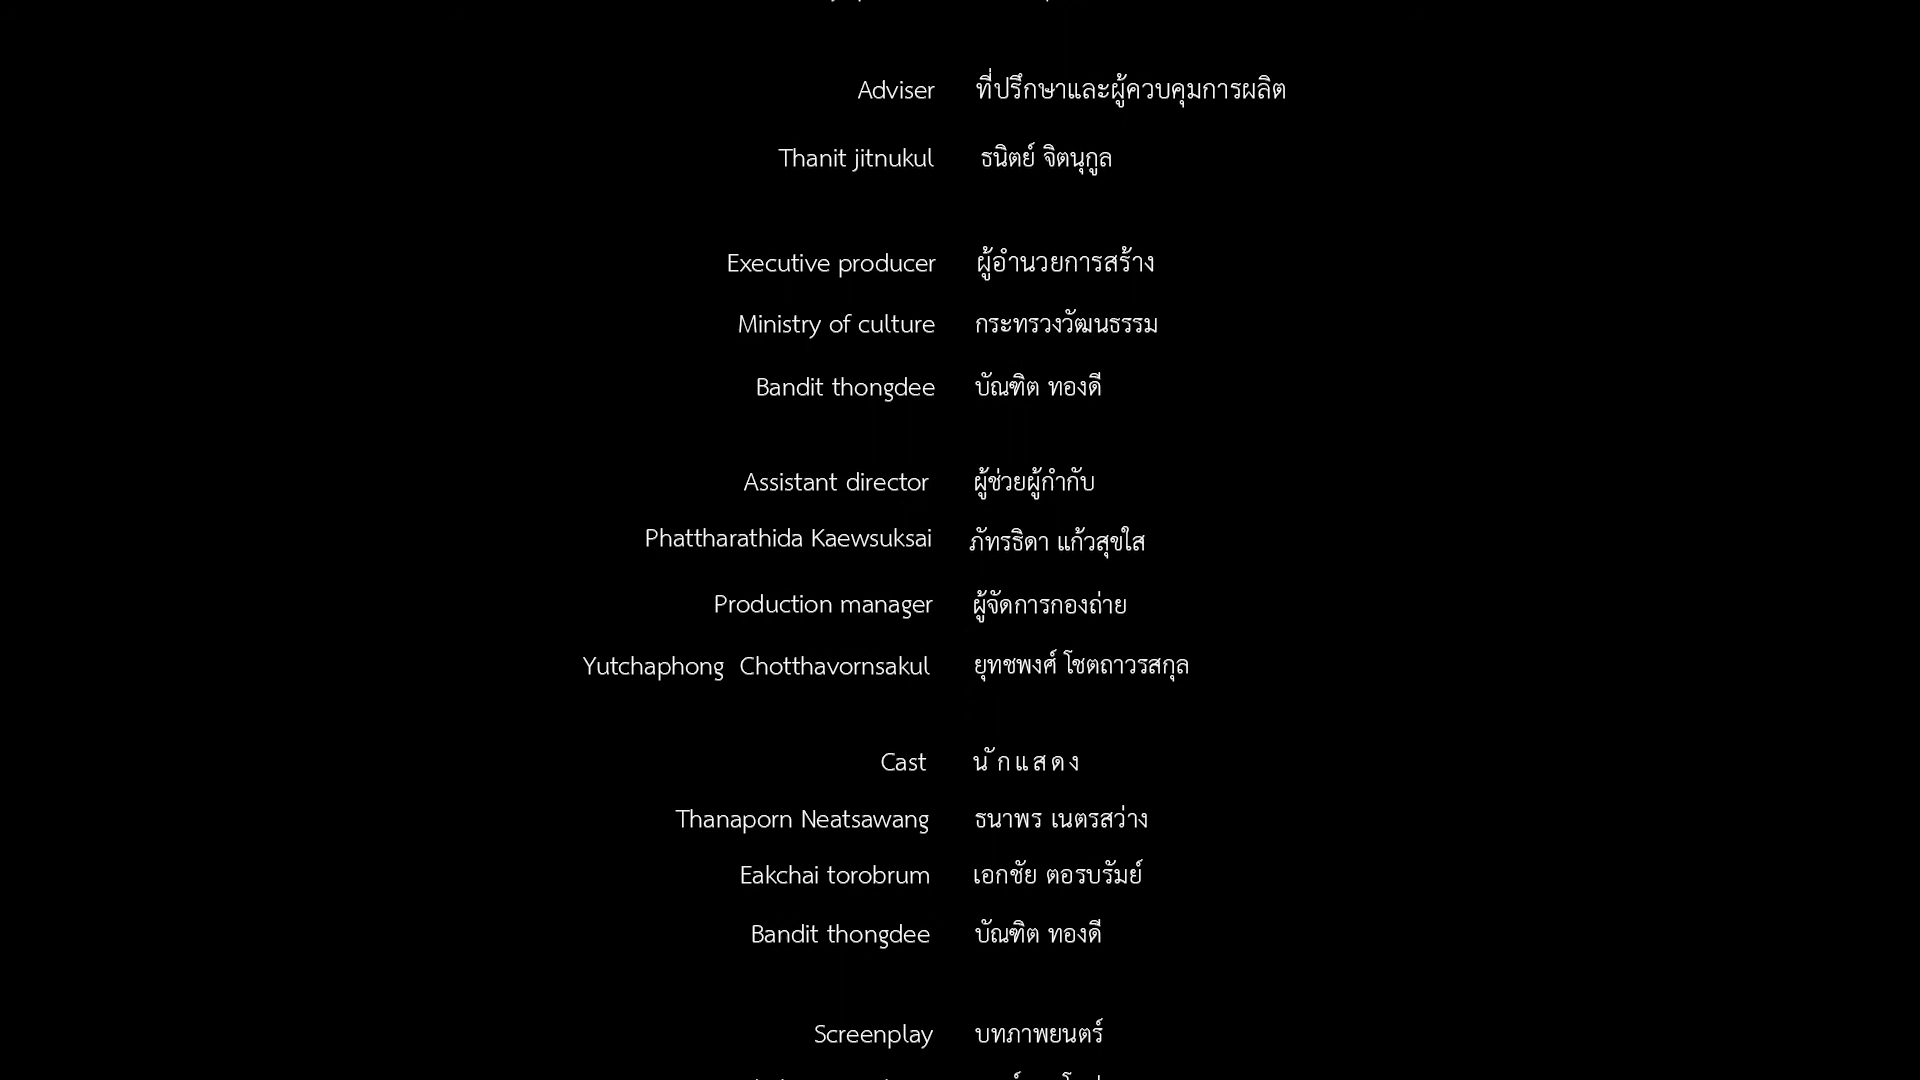 Adviser ที่ปรึกษาและผู้ควบคุมการผลิต
Thanit jitnukul ธนิตย์ จิตนุกูล
Executive producer ผู้อำนวยการสร้าง
Ministry of culture กระทรวงวัฒนธรรม
Bandit thongdee บัณฑิต ทองดี
Assistant director ผู้ช่วยผู้กำกับ
Phattharathida Kaewsuksai ภัทรธิดา แก้วสุขใส
Production manager ผู้จัดการกองถ่าย
Yutchaphong Chotthavornsakul ยุทชพงศ์ โชตถาวรสกุล
Cast นักแสดง
Thanaporn Neatsawang ธนาพร เนตรสว่าง
Eakchai torobrum เอกชัย ตอรบรัมย์
Bandit thongdee บัณฑิต ทองดี
Screenplay บทภาพยนตร์